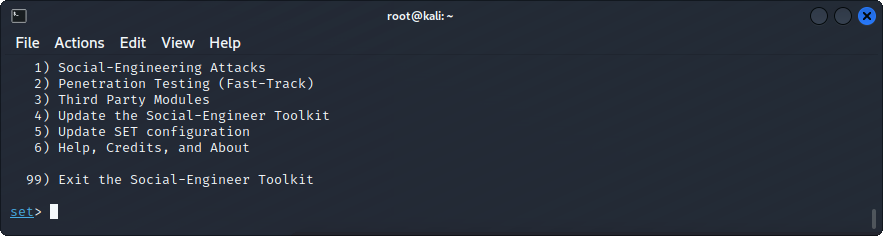 root@kali: ~
File Actions Edit View Help
1) Social-Engineering Attacks
2) Penetration Testing (Fast-Track)
3) Third Party Modules
4) Update the Social-Engineer Toolkit
5) Update SET configuration
6) Help, Credits, and About
99) Exit the Social-Engineer Toolkit
set>